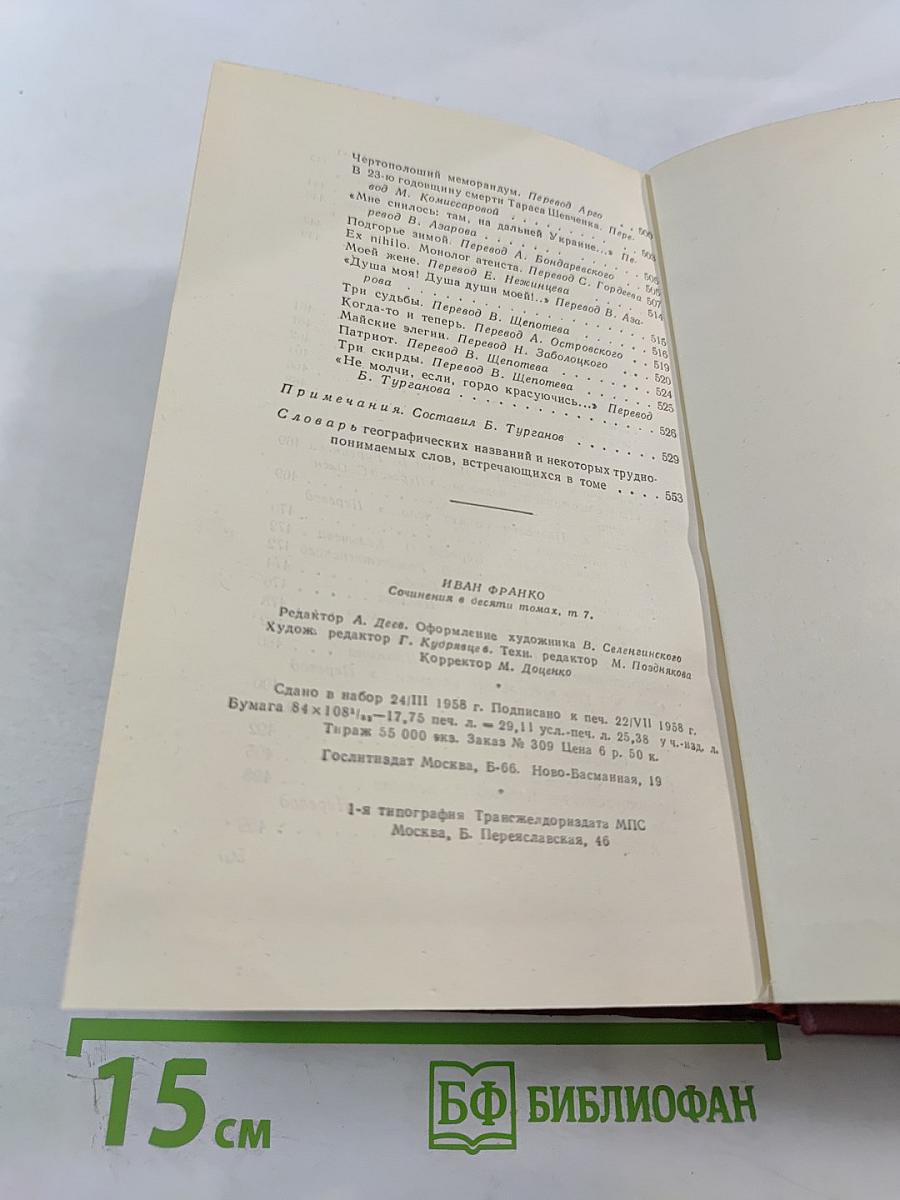 Чертополоший меморандум. Перевод Арго . . 500
В 23-ю годовщину смерти Тараса Шевченка. Пере-
вод М. Комиссаровой . . . . . . . . . . 503
«Мне снилось: там, на дальней Украине...» Пе-
ревод В. Азарова . . . . . . . . . . 505
Подгорье зимой. Перевод А. Бондаревского . . 505
Ex nihilo. Монолог атеиста. Перевод С. Гордеева 507
Моей жене. Перевод Е. Нежинцева . . . . 514
«Душа моя! Душа души моей!..» Перевод В. Аза-
рова . . . . . . . . . . . . . . 515
Три судьбы. Перевод В. Щепотева . . . . . . 516
Когда-то и теперь. Перевод А. Островского . . 519
Майские элегии. Перевод Н. Заболоцкого . . . 520
Патриот. Перевод В. Щепотева . . . . . . . 524
Три скирды. Перевод В. Щепотева . . . . . . 525
«Не молчи, если, гордо красуючись...» Перевод
Б. Турганова . . . . . . . . . . . . . . . 526
Примечания. Составил Б. Турганов . . . . . . 529
Словарь географических названий и некоторых трудно-
понимаемых слов, встречающихся в томе . . . . 553
ИВАН ФРАНКО
Сочинения в десяти томах, т 7.
Редактор А. Деев. Оформление художника В. Селенгинского
Худож. редактор Г. Кудрявцев. Техн. редактор М. Позднякова
Корректор М. Доценко
*
Сдано в набор 24/III 1958 г. Подписано к печ. 22/VII 1958 г.
Бумага 84×108¹/₃₂—17,75 печ. л. = 29,11 усл.-печ. л. 25,38 уч.-изд. л.
Тираж 55 000 экз. Заказ № 309 Цена 6 р. 50 к.
Гослитиздат Москва, Б-66. Ново-Басманная, 19
*
1-я типография Трансжелдориздата МПС
Москва, Б. Переяславская, 46
15 см
БФ БИБЛИОФАН